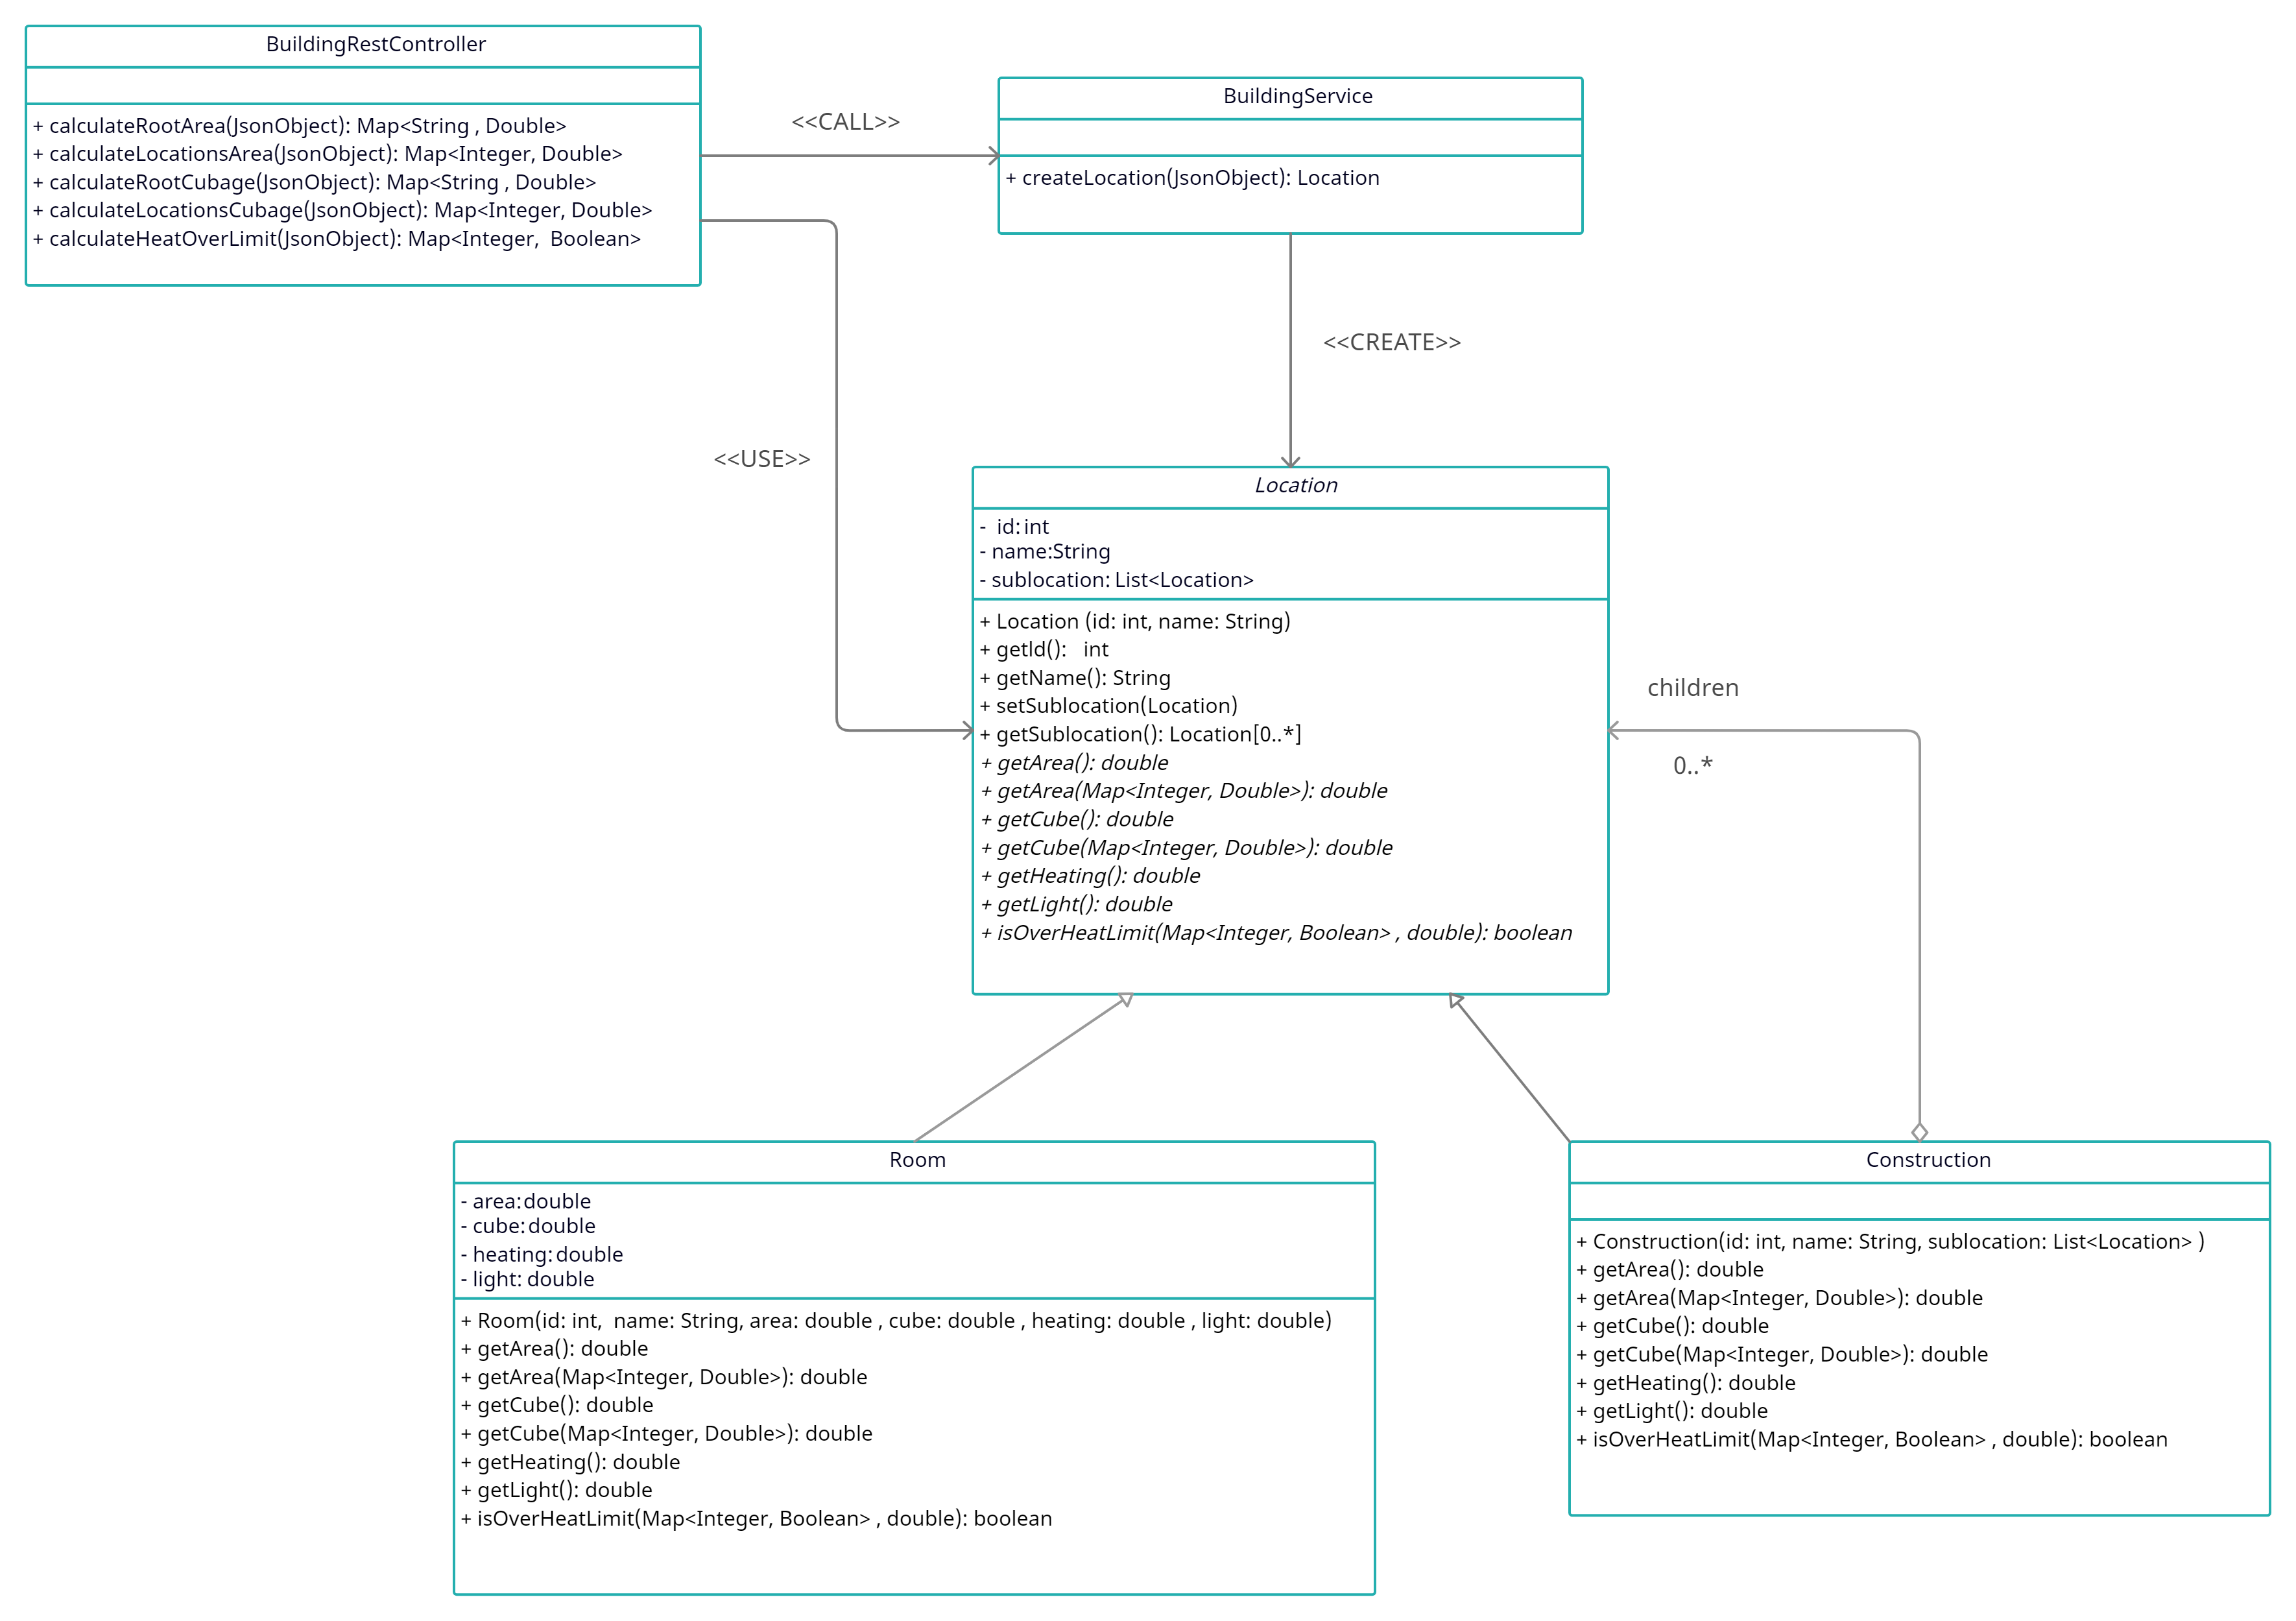 BuildingRestController
+ calculateRootArea(JsonObject): Map<String , Double>
+ calculateLocationsArea(JsonObject): Map<Integer, Double>
+ calculateRootCubage(JsonObject): Map<String , Double>
+ calculateLocationsCubage(JsonObject): Map<Integer, Double>
+ calculateHeatOverLimit(JsonObject): Map<Integer,  Boolean>
<<CALL>>
BuildingService
+ createLocation(JsonObject): Location
<<CREATE>>
<<USE>>
Location
-  id: int
- name:String
- sublocation: List<Location>
+ Location (id: int, name: String)
+ getId():   int
+ getName(): String
+ setSublocation(Location)
+ getSublocation(): Location[0..*]
+ getArea(): double
+ getArea(Map<Integer, Double>): double
+ getCube(): double
+ getCube(Map<Integer, Double>): double
+ getHeating(): double
+ getLight(): double
+ isOverHeatLimit(Map<Integer, Boolean> , double): boolean
children
0..*
Room
- area: double
- cube: double
- heating: double
- light: double
+ Room(id: int,  name: String, area: double , cube: double , heating: double , light: double)
+ getArea(): double
+ getArea(Map<Integer, Double>): double
+ getCube(): double
+ getCube(Map<Integer, Double>): double
+ getHeating(): double
+ getLight(): double
+ isOverHeatLimit(Map<Integer, Boolean> , double): boolean
Construction
+ Construction(id: int, name: String, sublocation: List<Location> )
+ getArea(): double
+ getArea(Map<Integer, Double>): double
+ getCube(): double
+ getCube(Map<Integer, Double>): double
+ getHeating(): double
+ getLight(): double
+ isOverHeatLimit(Map<Integer, Boolean> , double): boolean